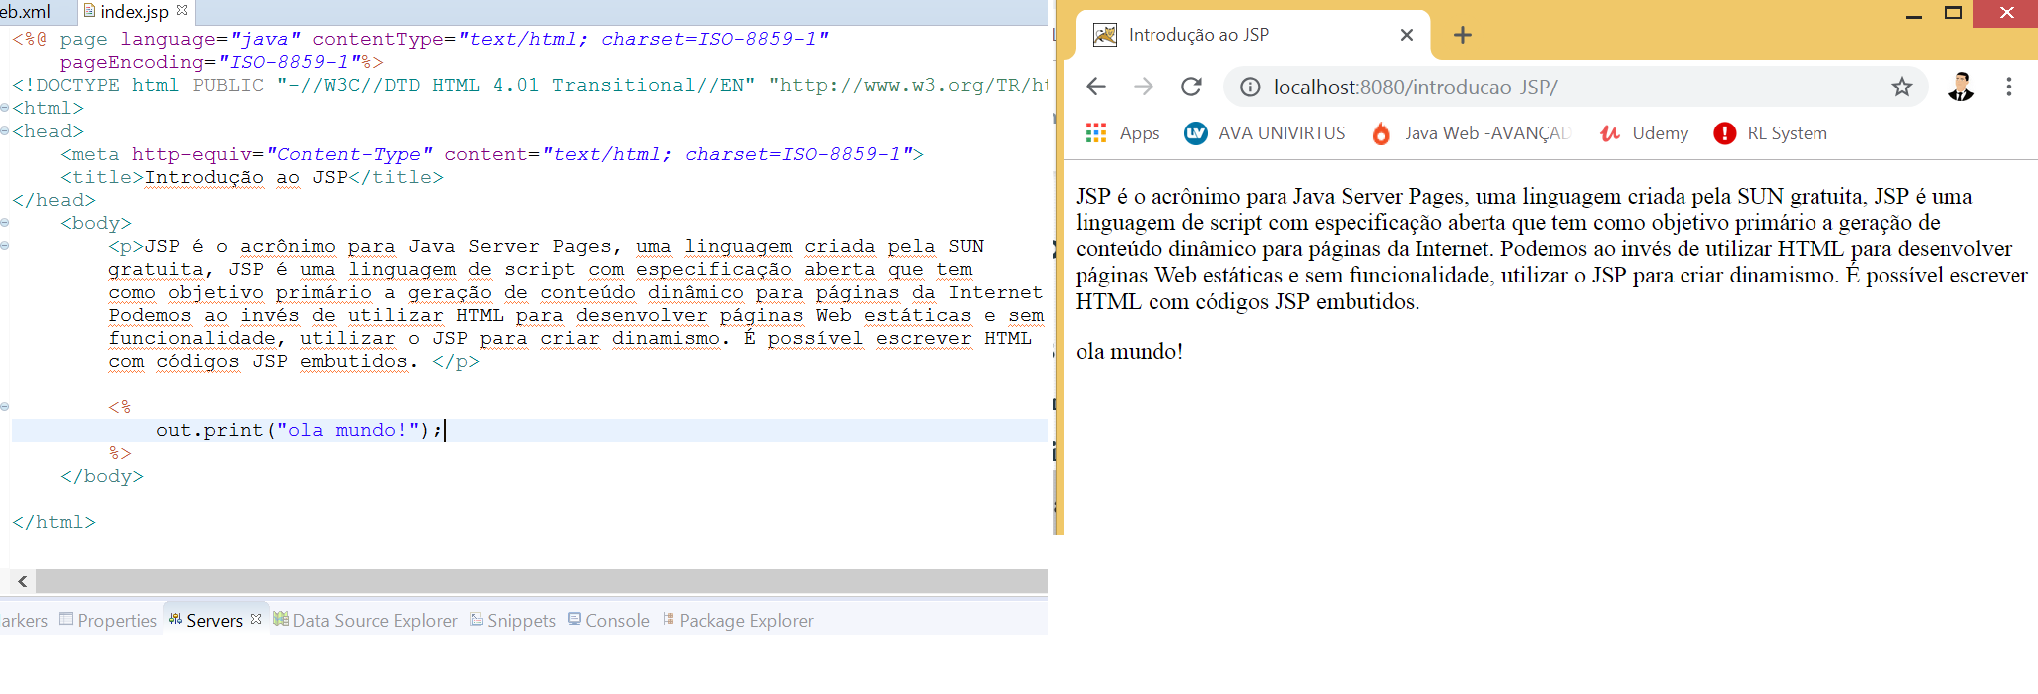 eb.xml index.jsp
<%@ page language="java" contentType="text/html; charset=ISO-8859-1"
pageEncoding="ISO-8859-1"%>
<!DOCTYPE html PUBLIC "-//W3C//DTD HTML 4.01 Transitional//EN" "http://www.w3.org/TR/ht
<html>
<head>
<meta http-equiv="Content-Type" content="text/html; charset=ISO-8859-1">
<title>Introdução ao JSP</title>
</head>
<body>
<p>JSP é o acrônimo para Java Server Pages, uma linguagem criada pela SUN
gratuita, JSP é uma linguagem de script com especificação aberta que tem
como objetivo primário a geração de conteúdo dinâmico para páginas da Internet
Podemos ao invés de utilizar HTML para desenvolver páginas Web estáticas e sem
funcionalidade, utilizar o JSP para criar dinamismo. É possível escrever HTML
com códigos JSP embutidos. </p>
<%
out.print("ola mundo!");
%>
</body>
</html>
arkers Properties Servers Data Source Explorer Snippets Console Package Explorer
Introdução ao JSP
localhost:8080/introducao JSP/
Apps AVA UNIVIRTUS Java Web -AVANÇAD Udemy RL System
JSP é o acrônimo para Java Server Pages, uma linguagem criada pela SUN gratuita, JSP é uma
linguagem de script com especificação aberta que tem como objetivo primário a geração de
conteúdo dinâmico para páginas da Internet. Podemos ao invés de utilizar HTML para desenvolver
páginas Web estáticas e sem funcionalidade, utilizar o JSP para criar dinamismo. É possível escrever
HTML com códigos JSP embutidos.
ola mundo!